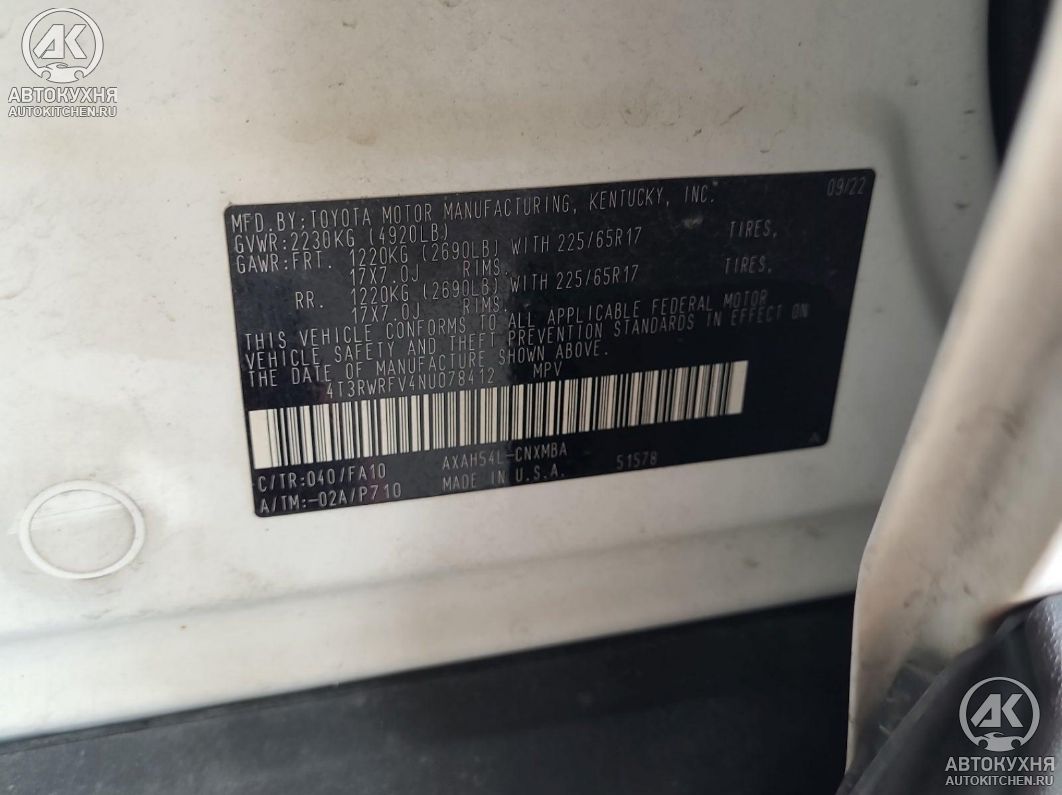 АК
АВТОКУХНЯ
AUTOKITCHEN.RU
09/22
MFD.BY:TOYOTA MOTOR MANUFACTURING, KENTUCKY, INC.
GVWR:2230KG (4920LB)
GAWR:FRT. 1220KG (2690LB) WITH 225/65R17 TIRES,
17X7.0J RIMS.
RR. 1220KG (2690LB) WITH 225/65R17 TIRES,
17X7.0J RIMS.
THIS VEHICLE CONFORMS TO ALL APPLICABLE FEDERAL MOTOR
VEHICLE SAFETY AND THEFT PREVENTION STANDARDS IN EFFECT ON
THE DATE OF MANUFACTURE SHOWN ABOVE.
4T3RWRFV4NU078412 MPV
C/TR:040/FA10 AXAH54L-CNXMBA
A/TM:-02A/P710 MADE IN U.S.A. 51578
АК
АВТОКУХНЯ
AUTOKITCHEN.RU